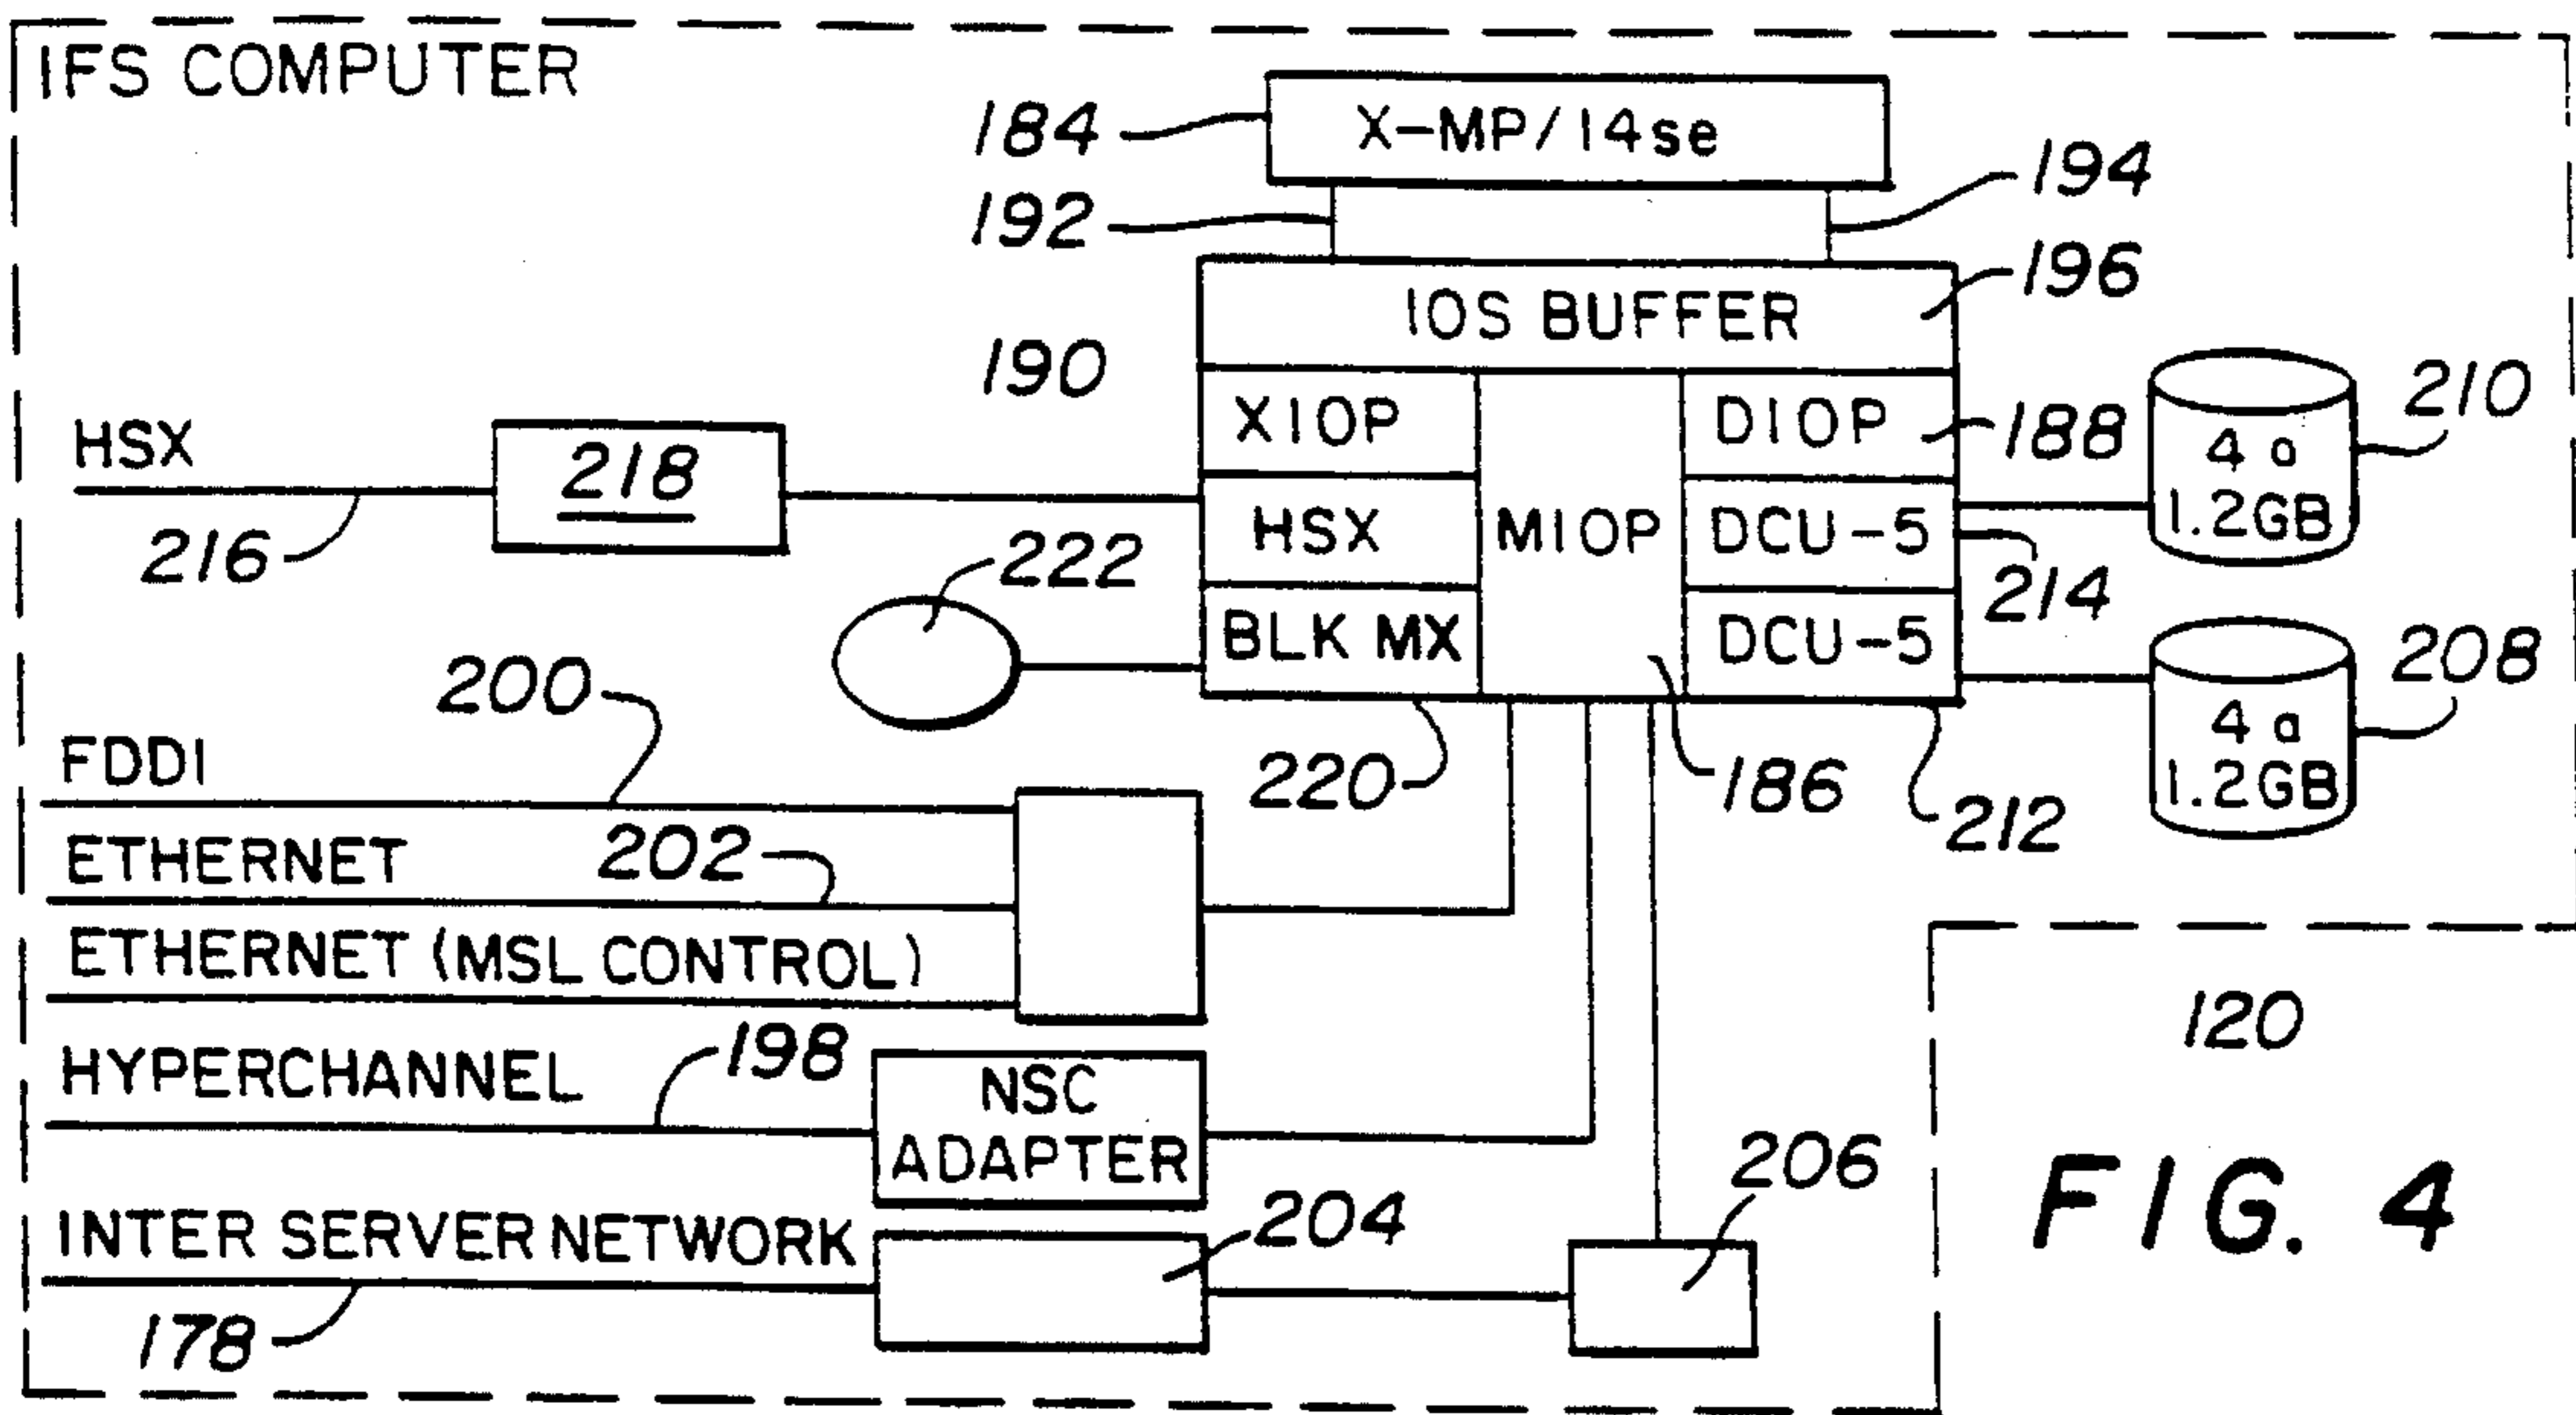 IFS COMPUTER
184
X-MP/14se
192
194
196
IOS BUFFER
190
XIOP
MIOP
DIOP
188
210
4 a
1.2GB
HSX
218
216
HSX
DCU-5
214
222
BLK MX
DCU-5
208
4 a
1.2GB
200
220
186
212
FDDI
202
ETHERNET
ETHERNET (MSL CONTROL)
198
HYPERCHANNEL
NSC
ADAPTER
120
INTER SERVER NETWORK
204
206
178
FIG. 4